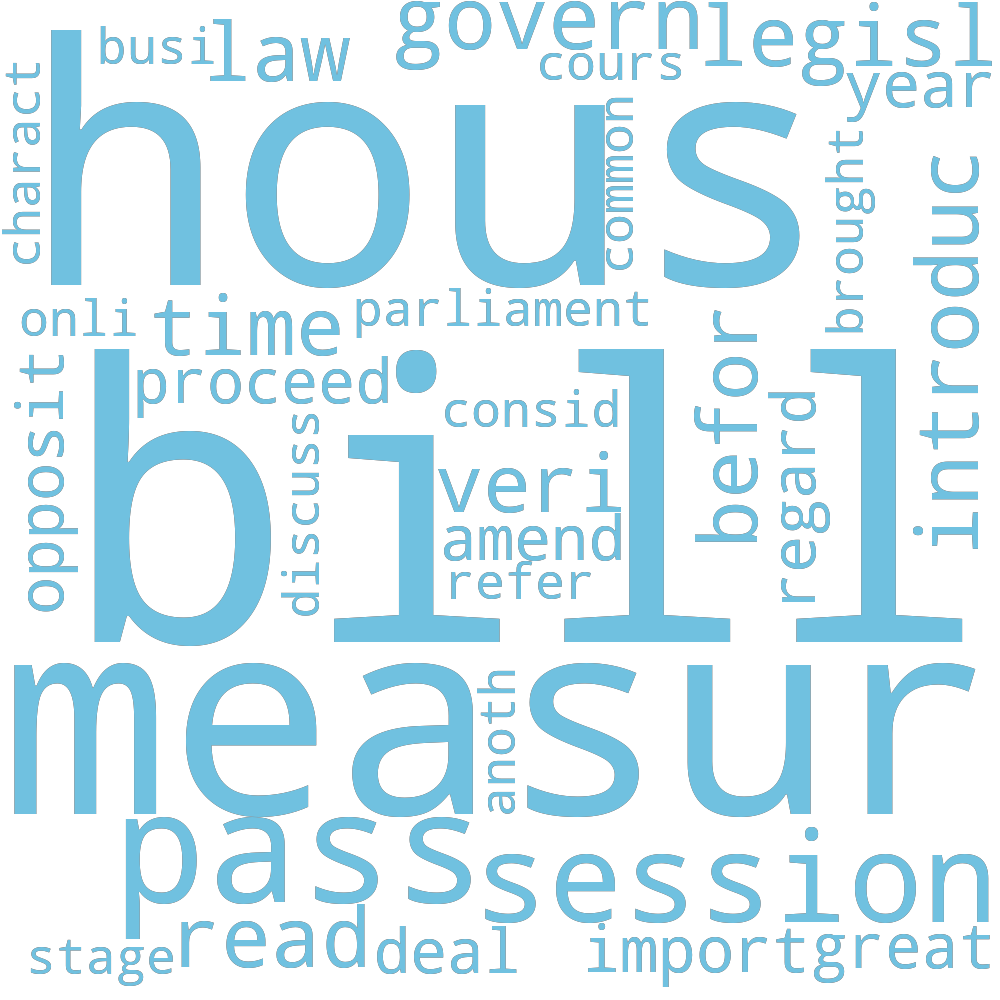 govern
legisl
busi
law
cours
year
charact
hous
common
brought
introduc
onli
time
parliament
opposit
proceed
bill
consid
befor
regard
discuss
veri
amend
refer
measur
anoth
pass
session
stage
read
deal
import
great